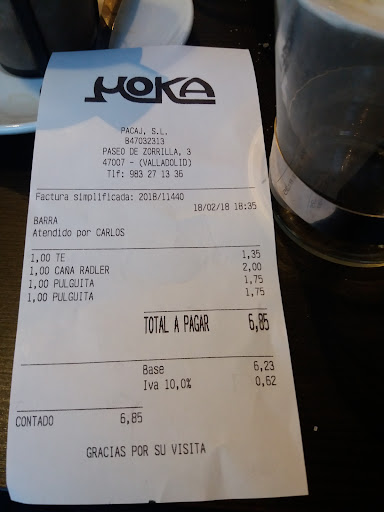 MOKA
PACAJ, S.L.
B47032313
PASEO DE ZORRILLA, 3
47007 - (VALLADOLID)
Tlf: 983 27 13 36
Factura simplificada: 2018/11440
18/02/18 18:35
BARRA
Atendido por CARLOS
1,00 TE 1,35
1,00 CAÑA RADLER 2,00
1,00 PULGUITA 1,75
1,00 PULGUITA 1,75
TOTAL A PAGAR 6,85
Base 6,23
Iva 10,0% 0,62
CONTADO 6,85
GRACIAS POR SU VISITA